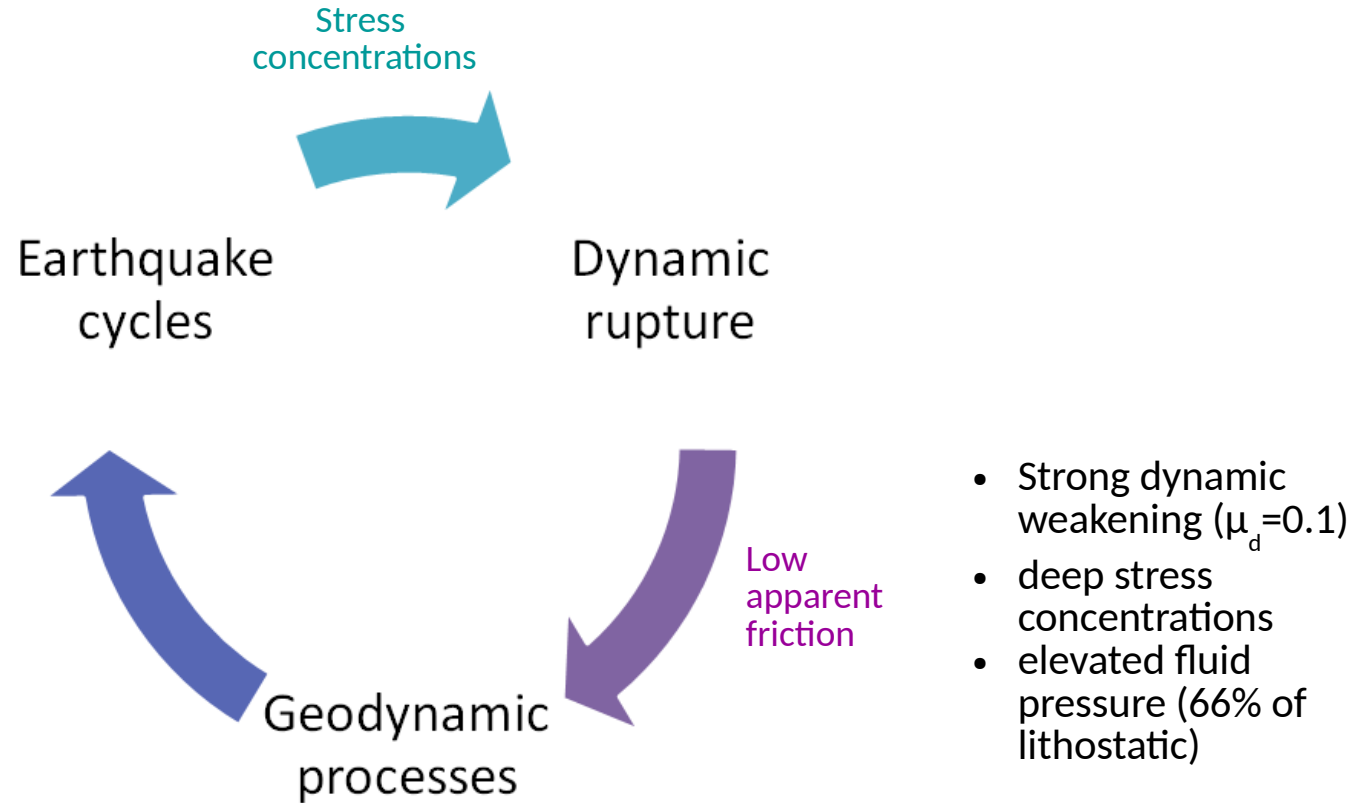 Stress
concentrations
Earthquake
cycles
Dynamic
rupture
Low
apparent
friction
Geodynamic
processes
• Strong dynamic
weakening (μd=0.1)
• deep stress
concentrations
• elevated fluid
pressure (66% of
lithostatic)